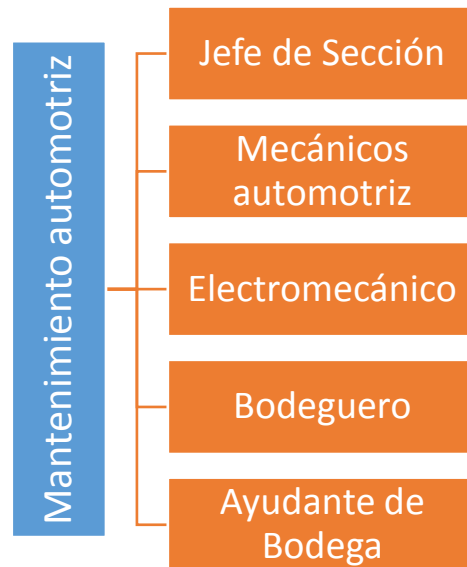 Mantenimiento automotriz
Jefe de Sección
Mecánicos
automotriz
Electromecánico
Bodeguero
Ayudante de
Bodega